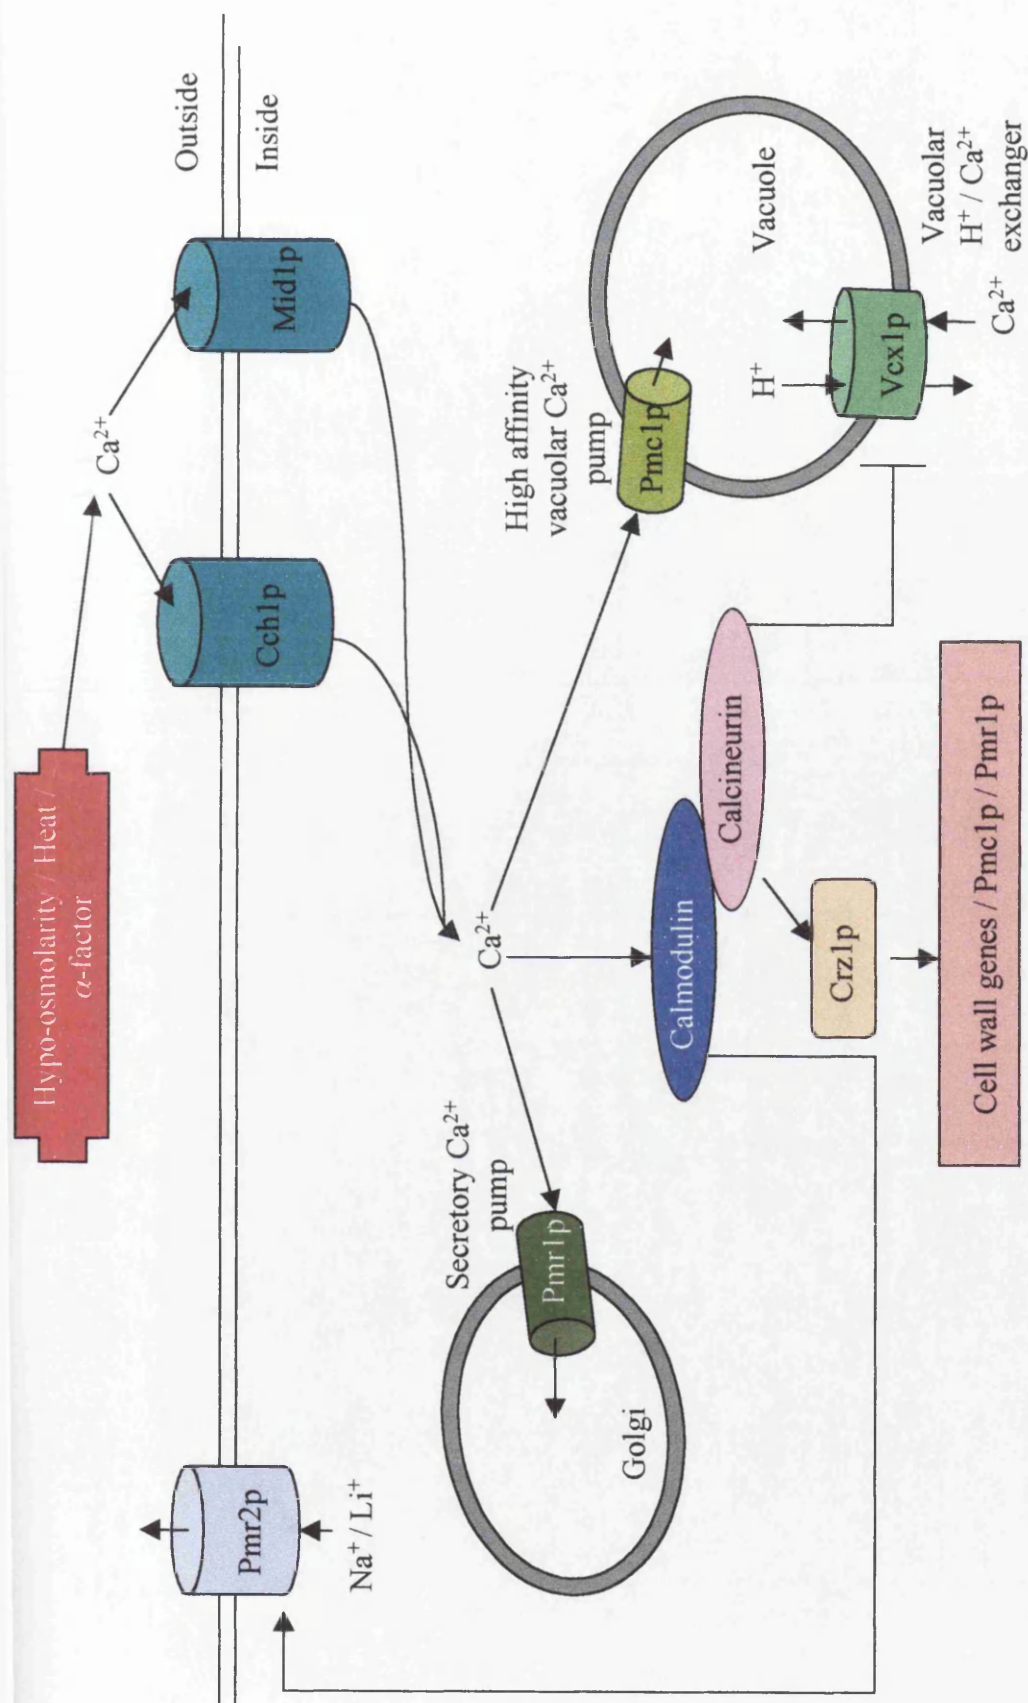 Hypo-osmolarity / Heat /
α-factor
Ca²⁺
Outside
Inside
Pmr2p
Cch1p
Mid1p
Na⁺ / Li⁺
Secretory Ca²⁺
pump
Pmr1p
Golgi
Ca²⁺
High affinity
vacuolar Ca²⁺
pump
Pmc1p
Vacuole
H⁺
Vcx1p
Ca²⁺
Vacuolar
H⁺ / Ca²⁺
exchanger
Calmodulin
Calcineurin
Crz1p
Cell wall genes / Pmc1p / Pmr1p